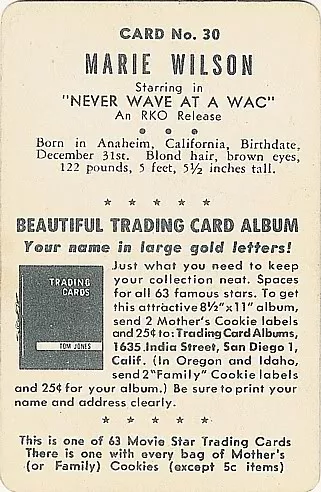 CARD No. 30
MARIE WILSON
Starring in
"NEVER WAVE AT A WAC"
An RKO Release
Born in Anaheim, California, Birthdate,
December 31st. Blond hair, brown eyes,
122 pounds, 5 feet, 5½ inches tall.
BEAUTIFUL TRADING CARD ALBUM
Your name in large gold letters!
TRADING
CARDS
TOM JONES
Just what you need to keep
your collection neat. Spaces
for all 63 famous stars. To get
this attractive 8½"x11" album,
send 2 Mother's Cookie labels
and 25¢ to: Trading Card Albums,
1635 India Street, San Diego 1,
Calif. (In Oregon and Idaho,
send 2 "Family" Cookie labels
and 25¢ for your album.) Be sure to print your
name and address clearly.
This is one of 63 Movie Star Trading Cards
There is one with every bag of Mother's
(or Family) Cookies (except 5c items)